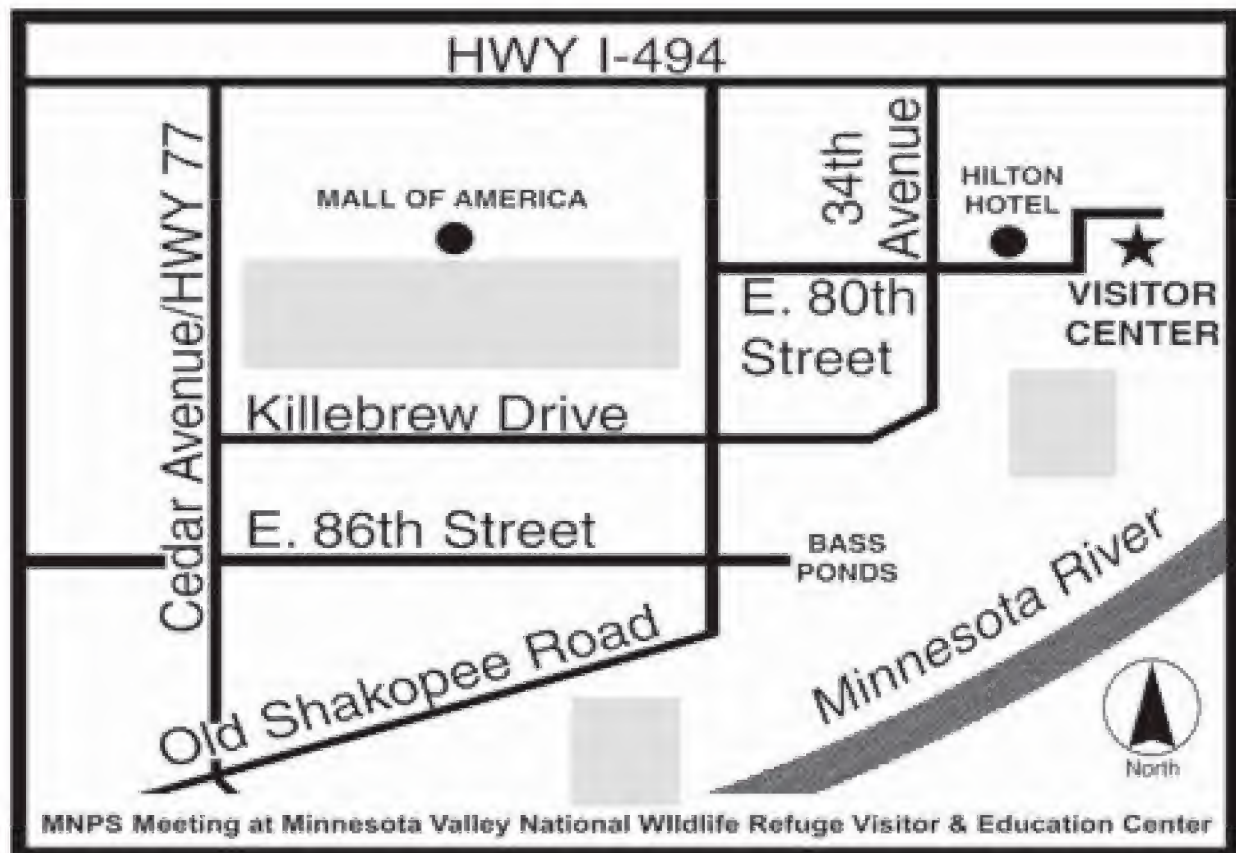 HWY I-494
Cedar Avenue/HWY 77
MALL OF AMERICA
34th
Avenue
HILTON
HOTEL
VISITOR
CENTER
E. 80th
Street
Killebrew Drive
E. 86th Street
BASS
PONDS
Old Shakopee Road
Minnesota River
North
MNPS Meeting at Minnesota Valley National Wildlife Refuge Visitor & Education Center